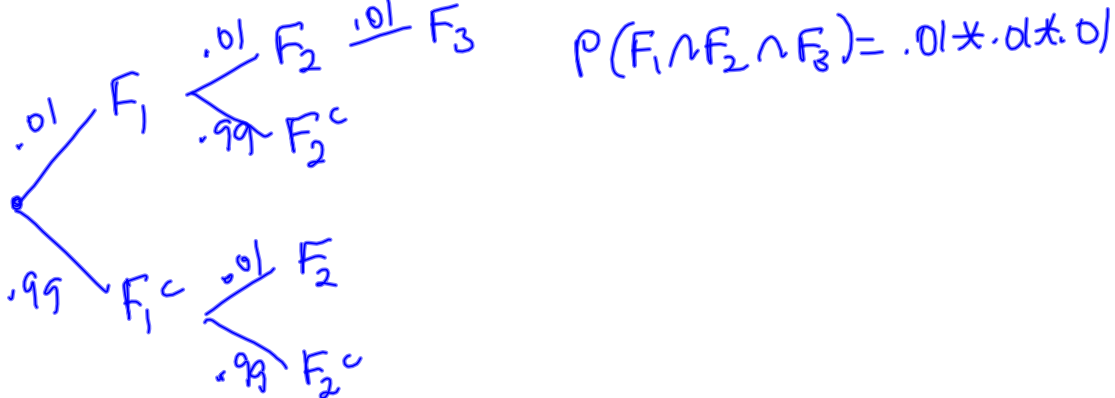 .01 F₂ .01 F₃ P(F₁∩F₂∩F₃)= .01*.01*.01
.01 F₁
.99 F₂ᶜ
.01 F₂
.99 F₁ᶜ
.99 F₂ᶜ